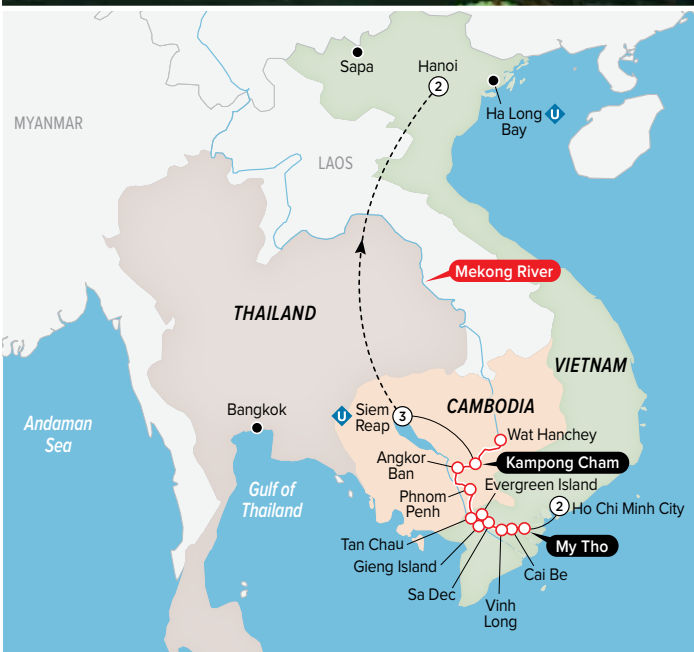 Sapa
Hanoi
2
Ha Long
Bay
U
MYANMAR
LAOS
Mekong River
THAILAND
VIETNAM
Bangkok
U
Siem
Reap
3
CAMBODIA
Andaman
Sea
Wat Hanchey
Angkor
Ban
Kampong Cham
Gulf of
Thailand
Evergreen Island
Phnom
Penh
2
Ho Chi Minh City
Tan Chau
My Tho
Gieng Island
Cai Be
Sa Dec
Vinh
Long